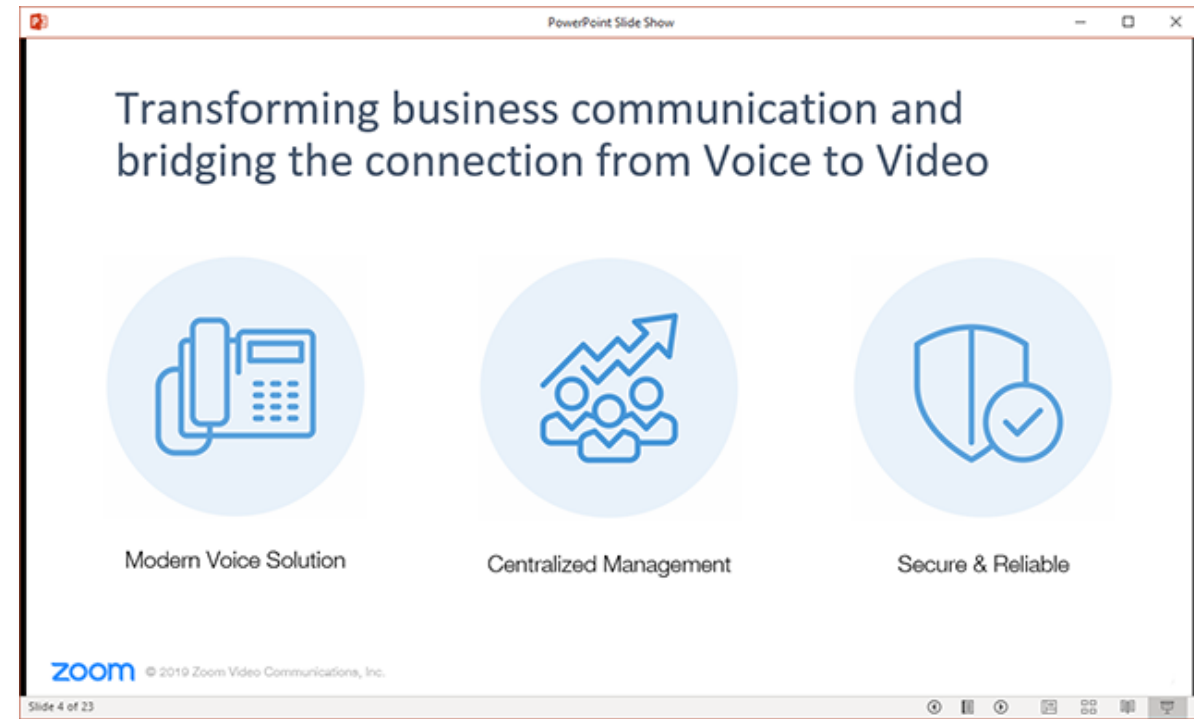 PowerPoint Slide Show
Transforming business communication and
bridging the connection from Voice to Video
Modern Voice Solution
Centralized Management
Secure & Reliable
zoom © 2019 Zoom Video Communications, Inc.
Slide 4 of 23